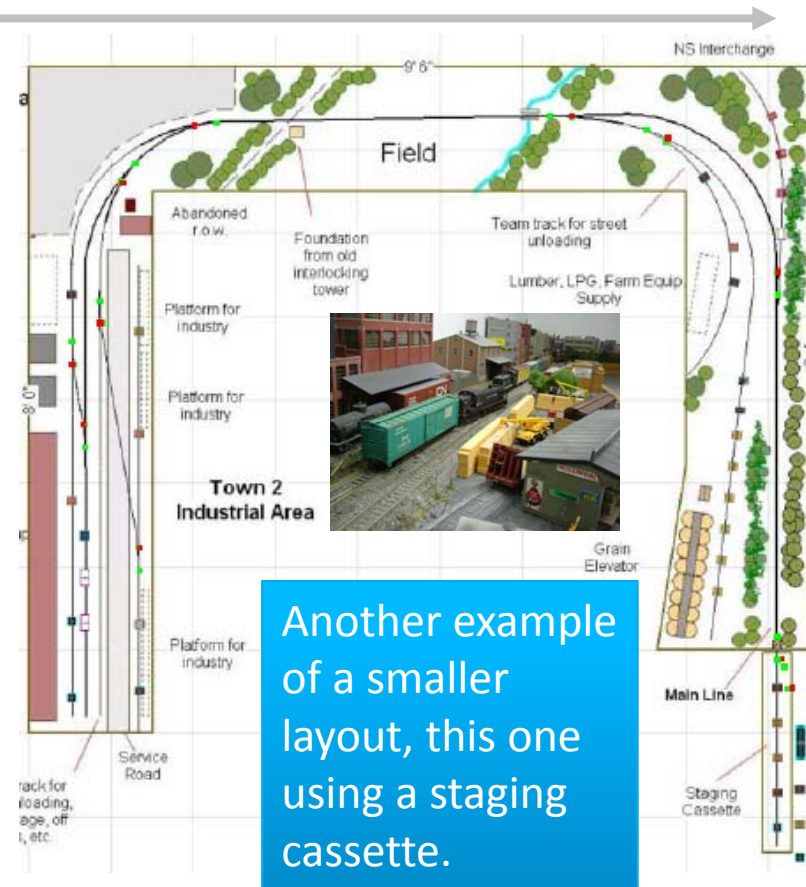 NS Interchange
9' 6"
Field
Abandoned
r.o.w.
Foundation
from old
interlocking
tower
Team track for street
unloading
Lumber, LPG, Farm Equip.
Supply
Platform for
industry
Platform for
industry
8' 0"
Town 2
Industrial Area
Grain
Elevator
Platform for
industry
Another example
of a smaller
layout, this one
using a staging
cassette.
Main Line
Service
Road
Staging
Cassette
rack for
loading,
age, off
s, etc.